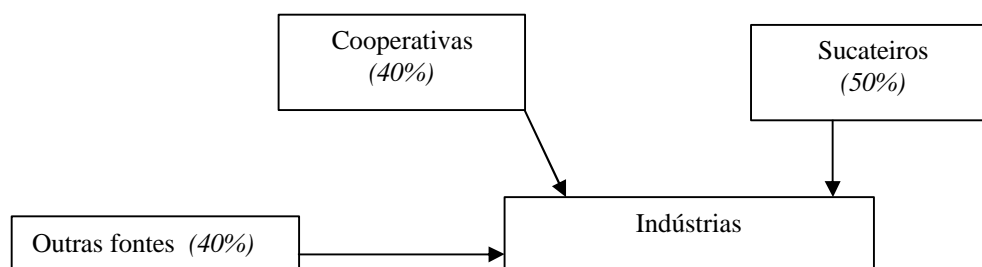 Cooperativas
(40%)
Sucateiros
(50%)
Indústrias
Outras fontes (40%)